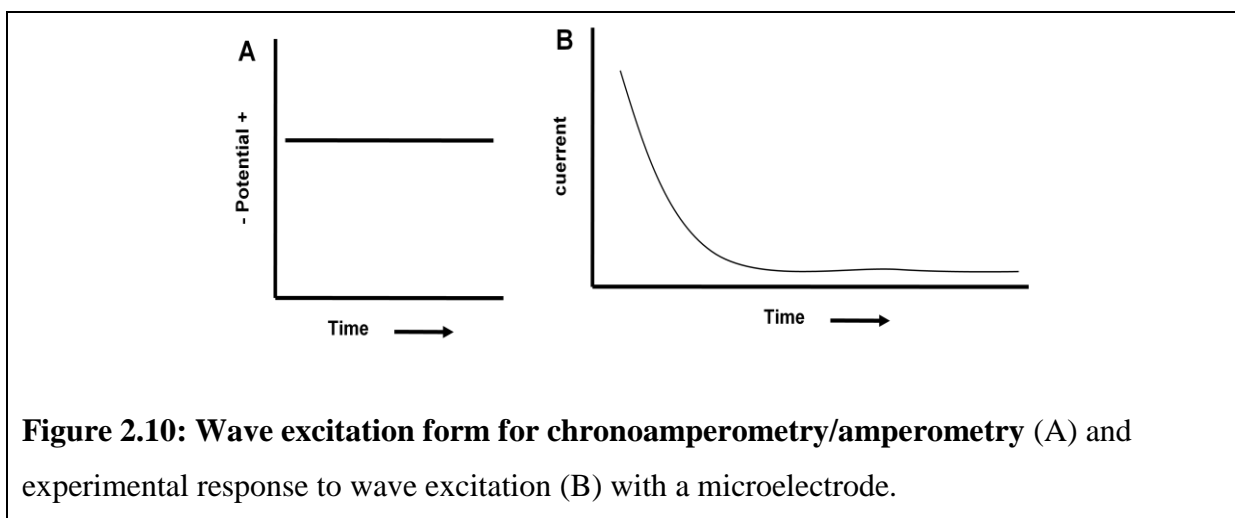 A
- Potential +
Time
B
cuerrent
Time
Figure 2.10: Wave excitation form for chronoamperometry/amperometry (A) and
experimental response to wave excitation (B) with a microelectrode.